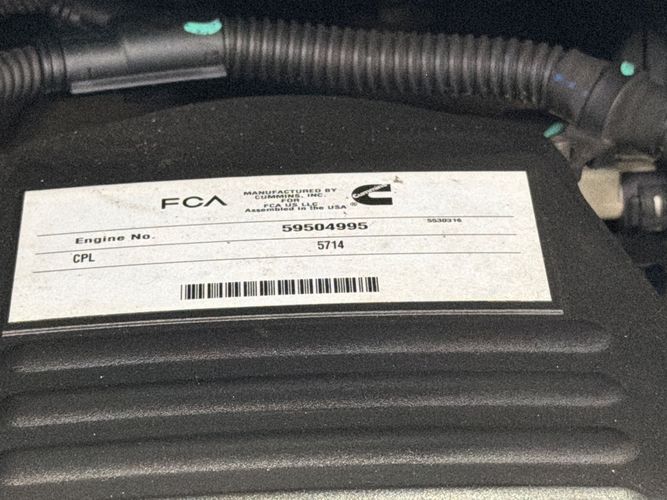 FCA
MANUFACTURED BY
CUMMINS, INC.
FOR
FCA US LLC
Assembled in the USA
CUMMINS ®
5530316
Engine No. 59504995
CPL 5714